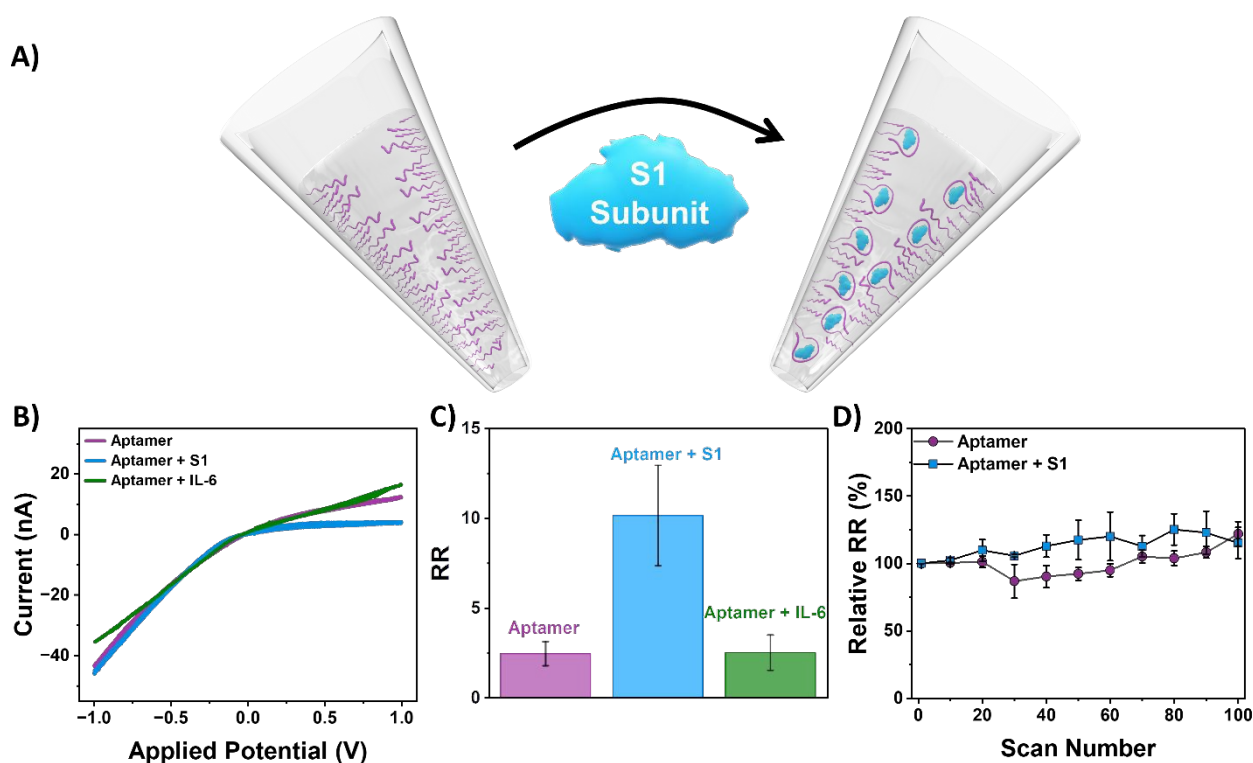 A)
S1
Subunit
B)
Aptamer
Aptamer + S1
Aptamer + IL-6
20
0
−20
−40
Current (nA)
−1.0
−0.5
0.0
0.5
1.0
Applied Potential (V)
C)
15
10
5
0
RR
Aptamer
Aptamer + S1
Aptamer + IL-6
D)
200
150
100
50
0
Relative RR (%)
Aptamer
Aptamer + S1
0
20
40
60
80
100
Scan Number